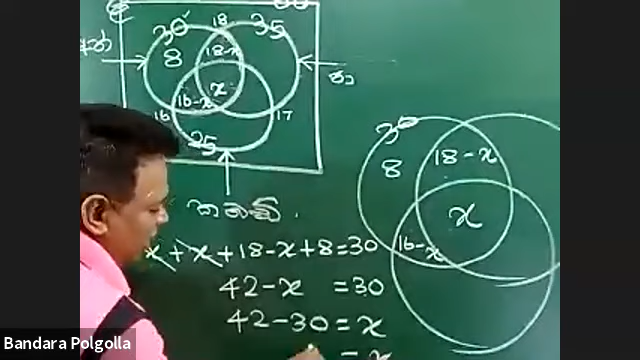 ε
18
30
35
8
18-x
x
16-x
16
17
25
30
18-x
8
x
16-x
x + x + 18 - x + 8 = 30
42 - x = 30
42 - 30 = x
= x
Bandara Polgolla